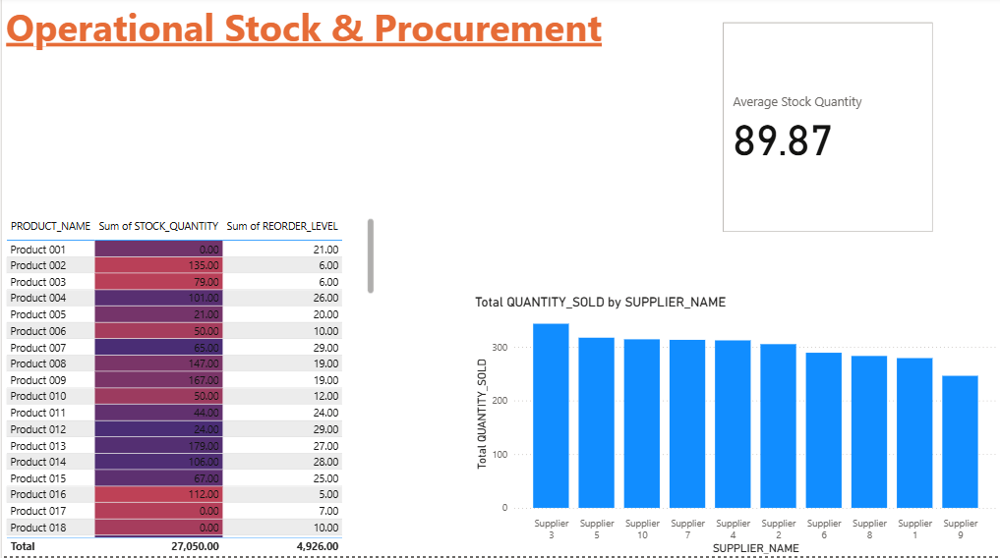 Operational Stock & Procurement
Average Stock Quantity
89.87
PRODUCT_NAME Sum of STOCK_QUANTITY Sum of REORDER_LEVEL
Product 001 0.00 21.00
Product 002 135.00 6.00
Product 003 79.00 6.00
Product 004 101.00 26.00
Product 005 21.00 20.00
Product 006 50.00 10.00
Product 007 65.00 29.00
Product 008 147.00 19.00
Product 009 167.00 19.00
Product 010 50.00 12.00
Product 011 44.00 24.00
Product 012 24.00 29.00
Product 013 179.00 27.00
Product 014 106.00 28.00
Product 015 67.00 25.00
Product 016 112.00 5.00
Product 017 0.00 7.00
Product 018 0.00 10.00
Total 27,050.00 4,926.00
Total QUANTITY_SOLD by SUPPLIER_NAME
Total QUANTITY_SOLD
300
200
100
0
Supplier 3
Supplier 5
Supplier 10
Supplier 7
Supplier 4
Supplier 2
Supplier 6
Supplier 8
Supplier 1
Supplier 9
SUPPLIER_NAME